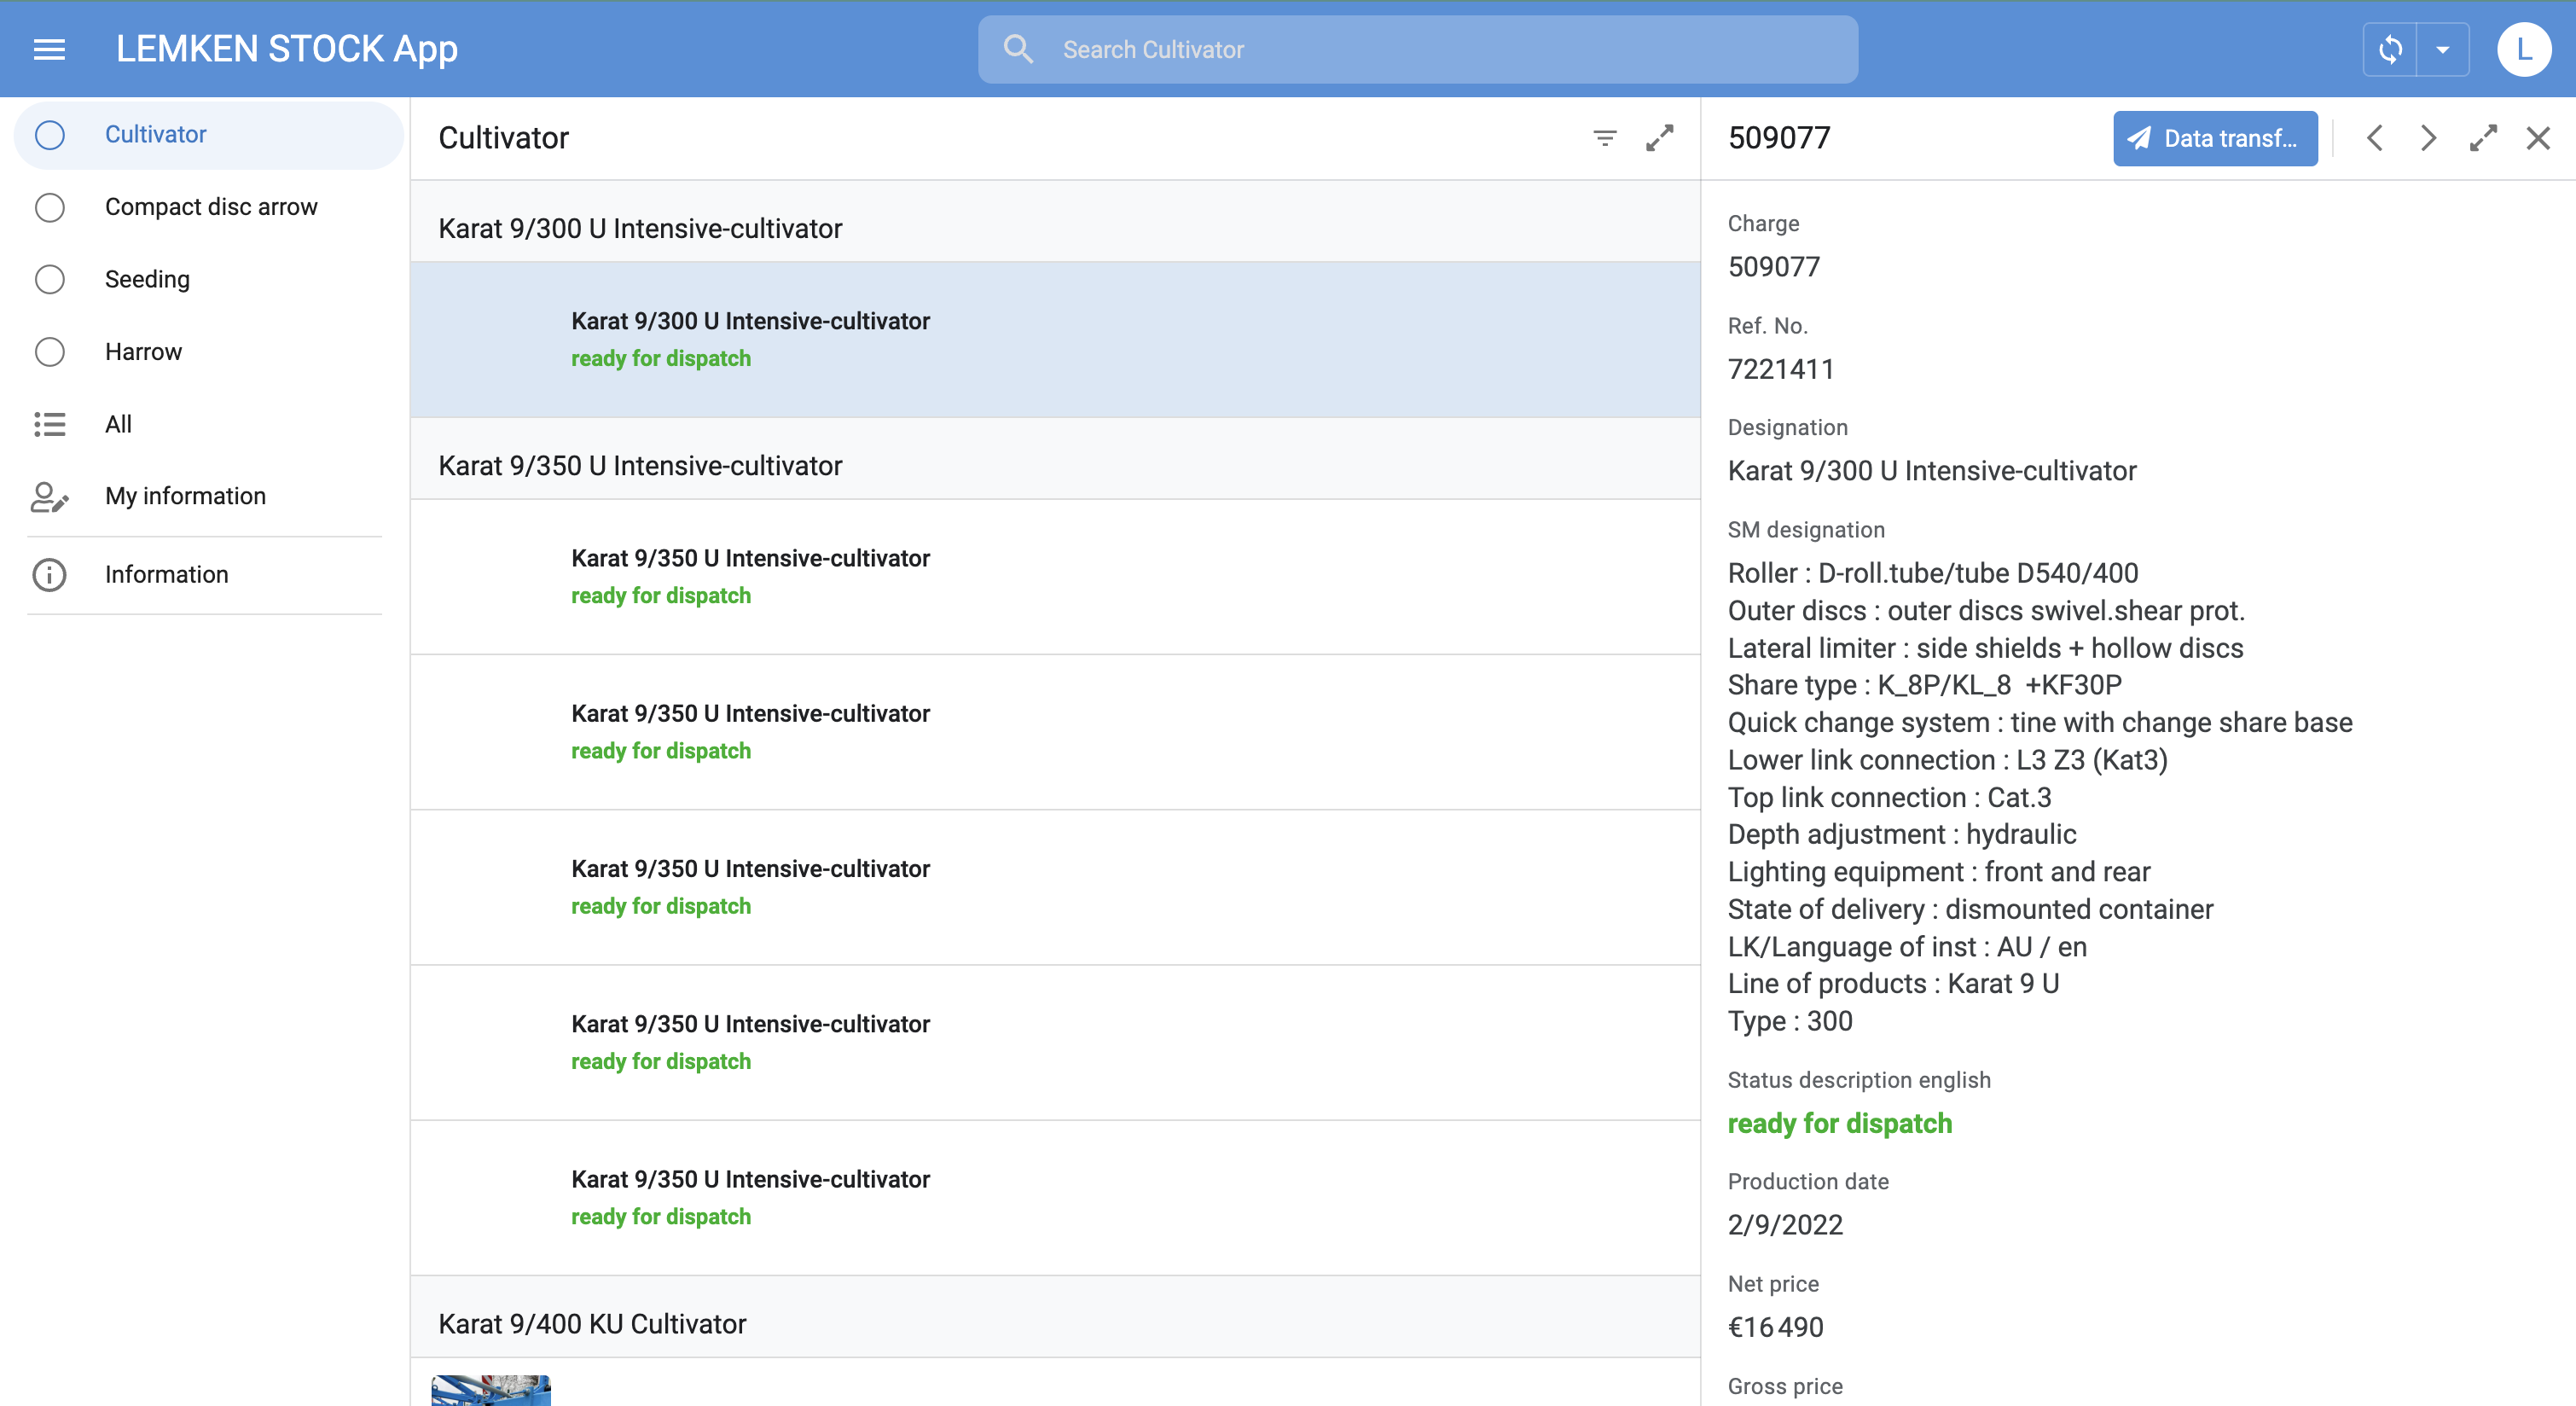 LEMKEN STOCK App
Search Cultivator
L
Cultivator
Compact disc arrow
Seeding
Harrow
All
My information
Information
Cultivator
Karat 9/300 U Intensive-cultivator
Karat 9/300 U Intensive-cultivator
ready for dispatch
Karat 9/350 U Intensive-cultivator
Karat 9/350 U Intensive-cultivator
ready for dispatch
Karat 9/350 U Intensive-cultivator
ready for dispatch
Karat 9/350 U Intensive-cultivator
ready for dispatch
Karat 9/350 U Intensive-cultivator
ready for dispatch
Karat 9/350 U Intensive-cultivator
ready for dispatch
Karat 9/400 KU Cultivator
509077
Data transf...
Charge
509077
Ref. No.
7221411
Designation
Karat 9/300 U Intensive-cultivator
SM designation
Roller : D-roll.tube/tube D540/400
Outer discs : outer discs swivel.shear prot.
Lateral limiter : side shields + hollow discs
Share type : K_8P/KL_8  +KF30P
Quick change system : tine with change share base
Lower link connection : L3 Z3 (Kat3)
Top link connection : Cat.3
Depth adjustment : hydraulic
Lighting equipment : front and rear
State of delivery : dismounted container
LK/Language of inst : AU / en
Line of products : Karat 9 U
Type : 300
Status description english
ready for dispatch
Production date
2/9/2022
Net price
€16 490
Gross price